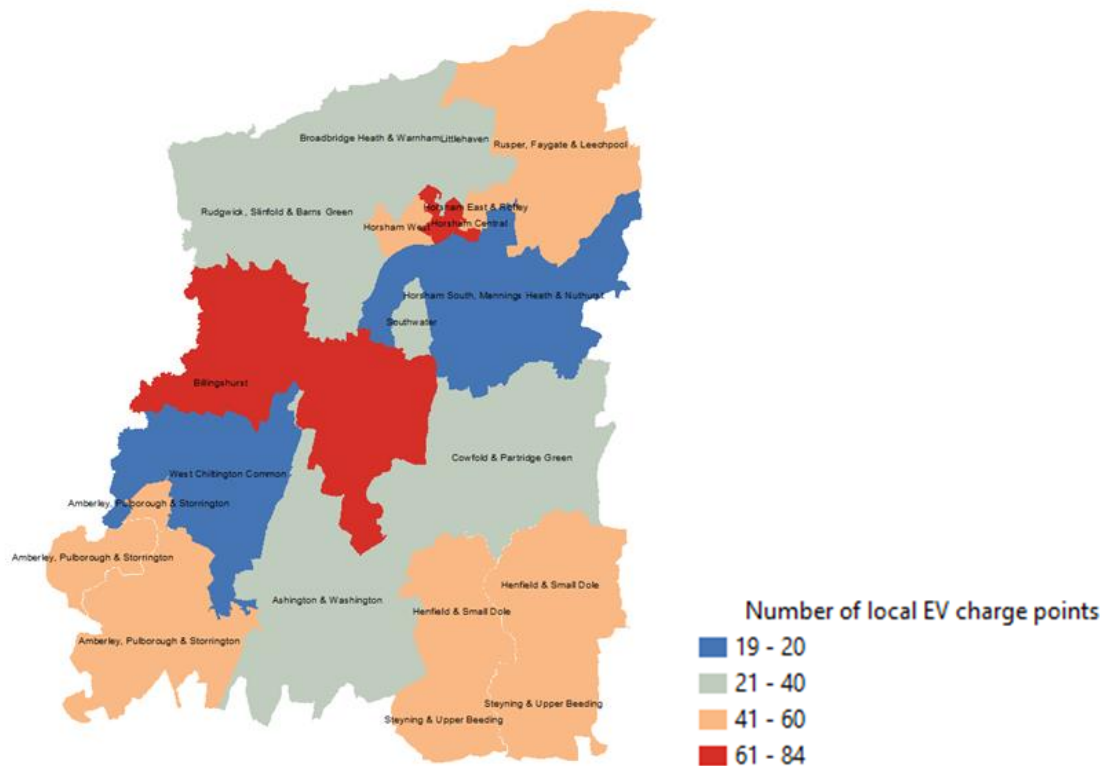 Broadbridge Heath & Warnham
Littlehaven
Rusper, Faygate & Leechpool
Rudgwick, Slinfold & Barns Green
Horsham East & Roffey
Horsham West
Horsham Central
Horsham South, Mannings Heath & Nuthurst
Southwater
Billingshurst
Cowfold & Partridge Green
West Chiltington Common
Amberley, Pulborough & Storrington
Amberley, Pulborough & Storrington
Henfield & Small Dole
Ashington & Washington
Henfield & Small Dole
Amberley, Pulborough & Storrington
Steyning & Upper Beeding
Steyning & Upper Beeding
Number of local EV charge points
19 - 20
21 - 40
41 - 60
61 - 84